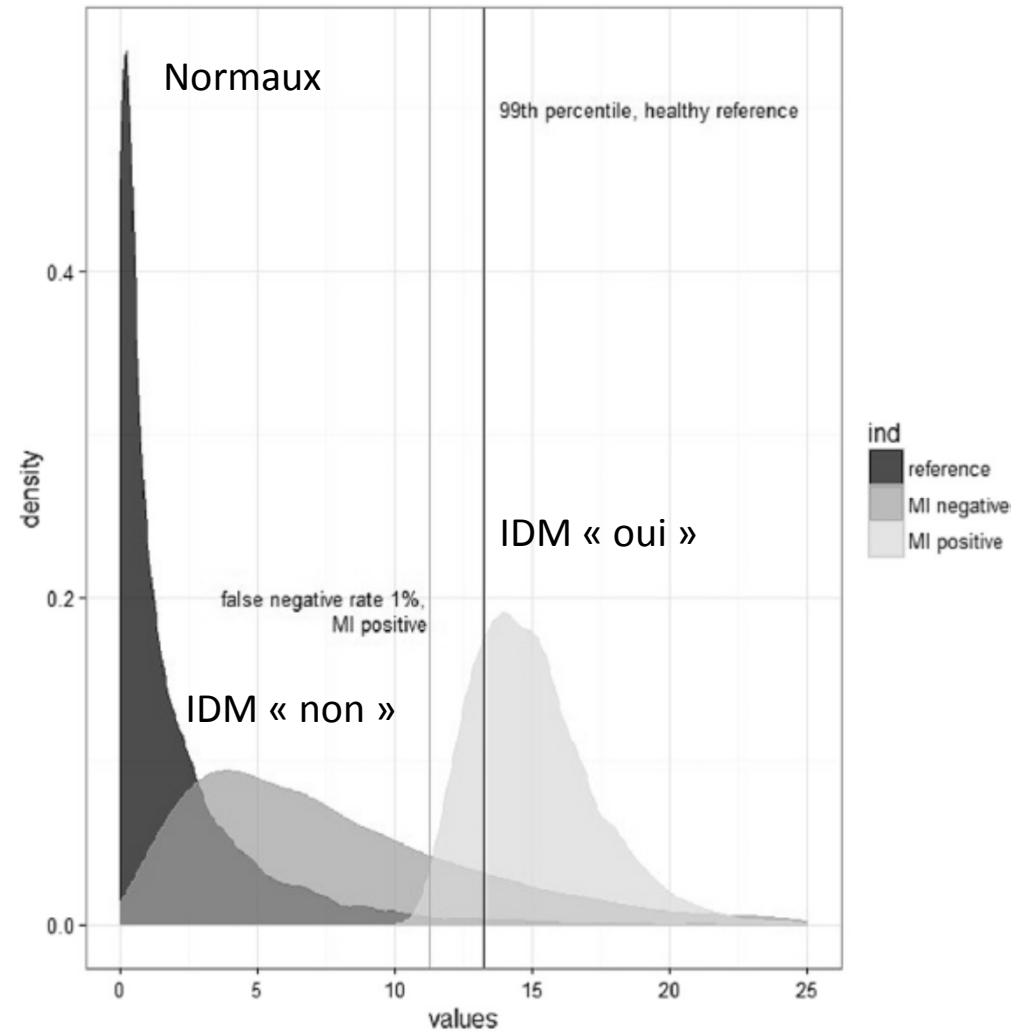 Normaux
99th percentile, healthy reference
IDM « oui »
false negative rate 1%,
MI positive
IDM « non »
density
0.4
0.2
0.0
0 5 10 15 20 25
values
ind
reference
MI negative
MI positive